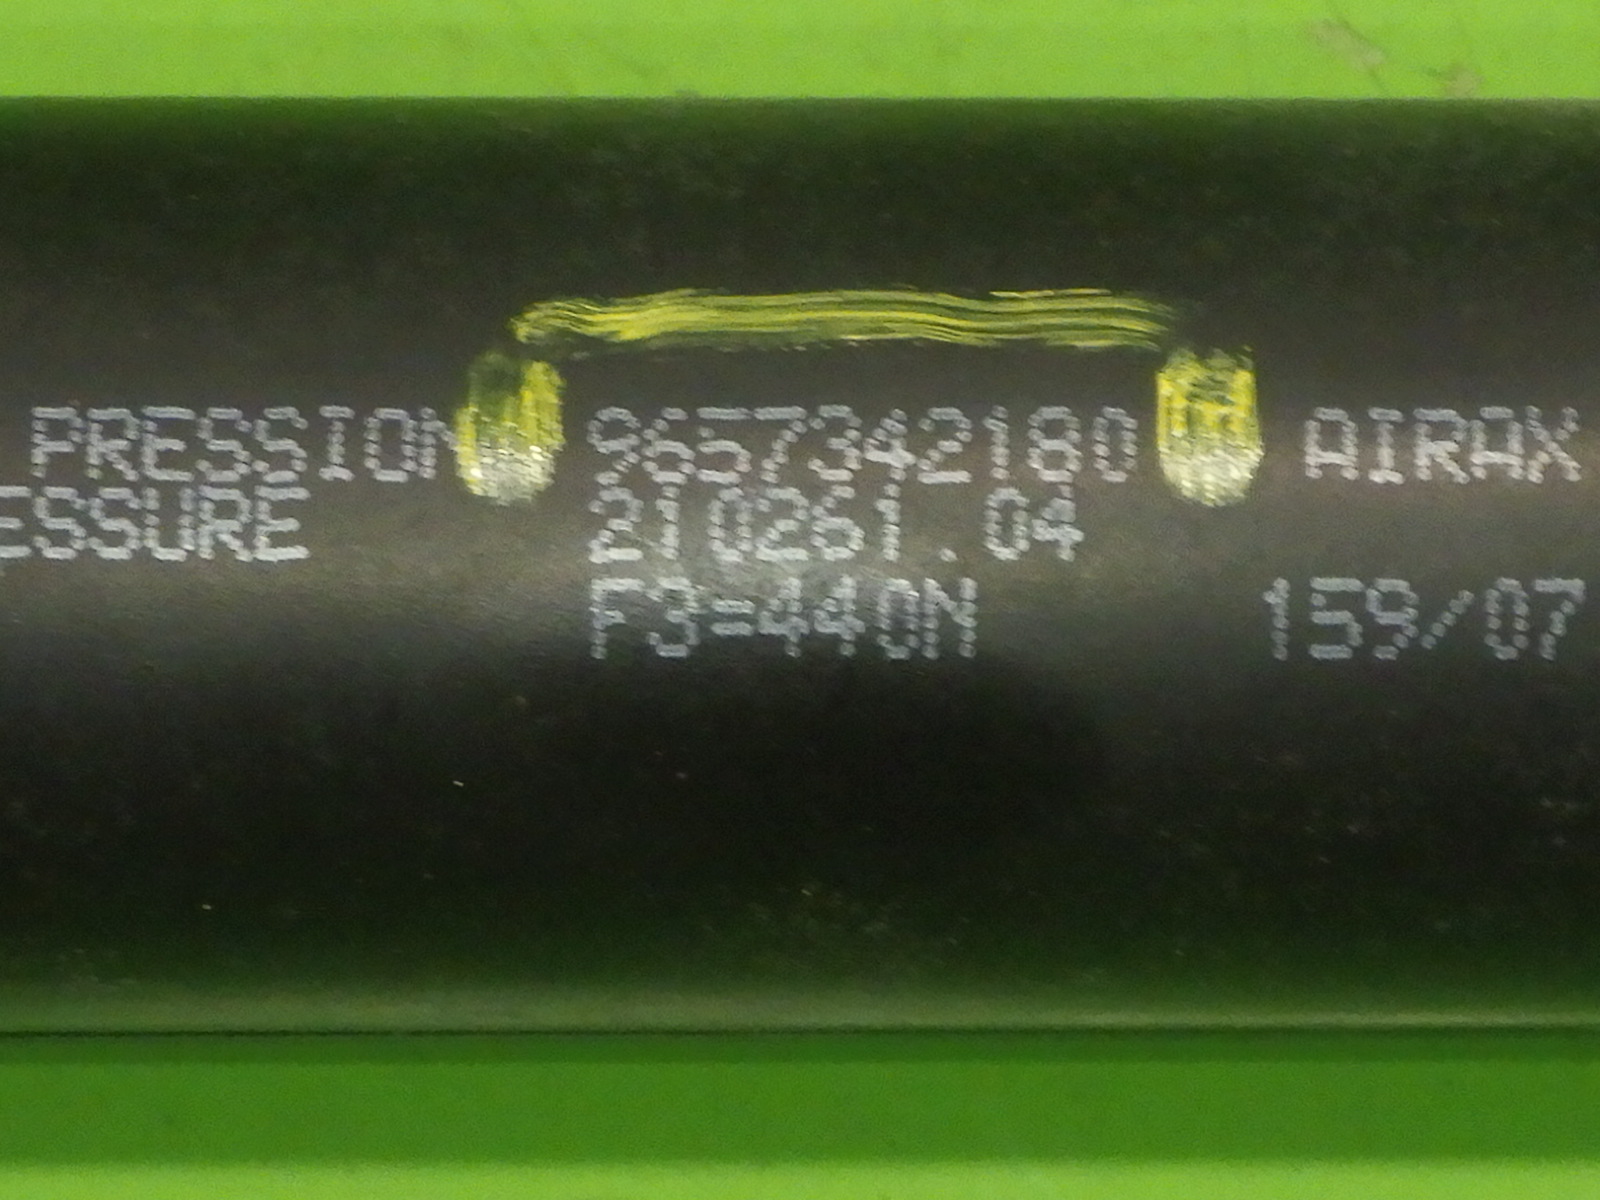 PRESSION 9657342180 AIRAX
ESSURE 210261.04
F3=440N 159/07